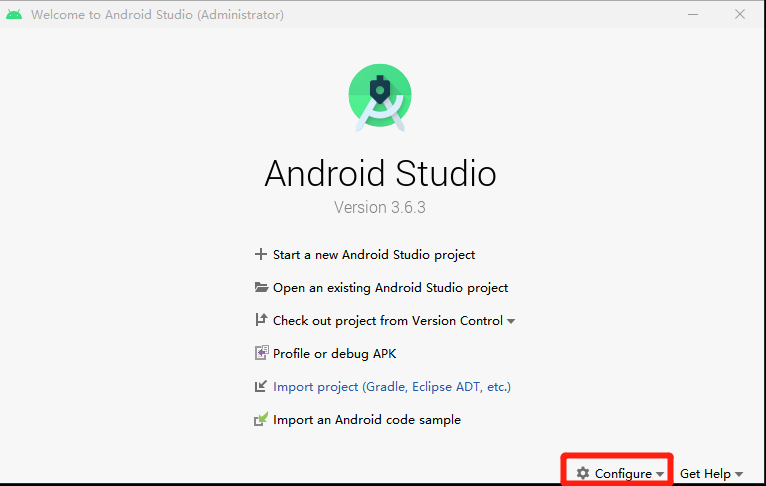 Welcome to Android Studio (Administrator)
Android Studio
Version 3.6.3
Start a new Android Studio project
Open an existing Android Studio project
Check out project from Version Control
Profile or debug APK
Import project (Gradle, Eclipse ADT, etc.)
Import an Android code sample
Configure Get Help